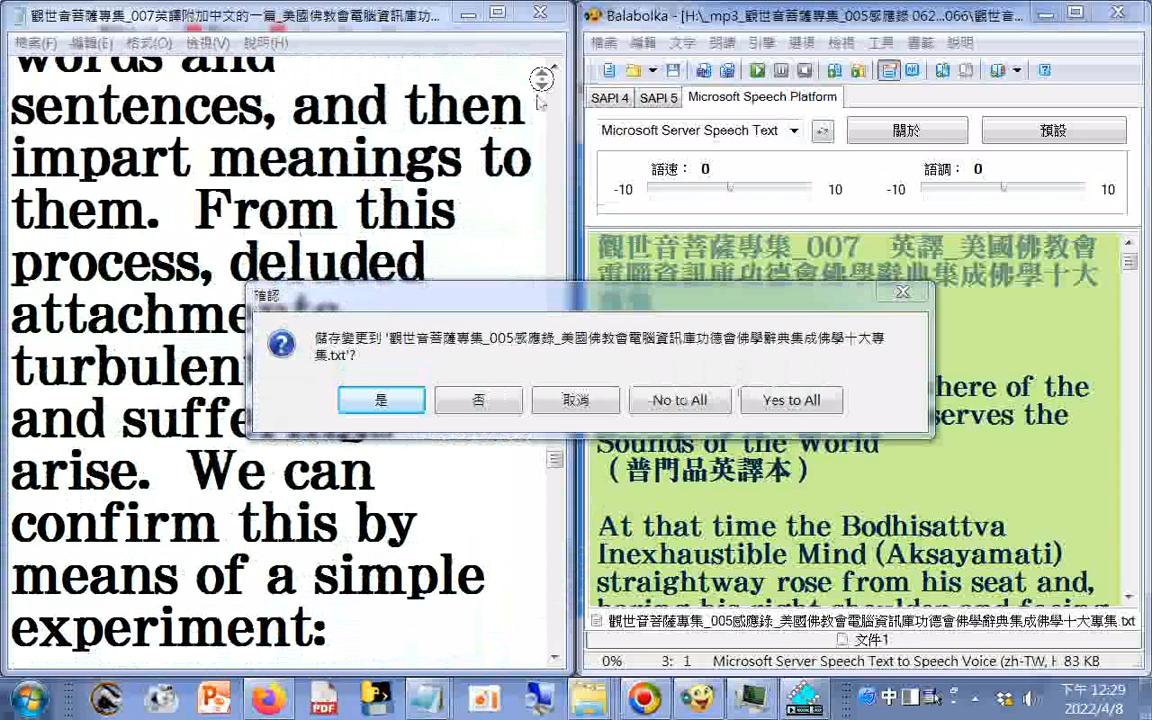 觀世音菩薩專集_007英譯附加中文的一篇_美國佛教會電腦資訊庫功...
檔案(F) 編輯(E) 格式(O) 檢視(V) 說明(H)
words and
sentences, and then
impart meanings to
them. From this
process, deluded
attachments
turbulen
and suffe
arise. We can
confirm this by
means of a simple
experiment:
Balabolka - [H:\_mp3_觀世音菩薩專集_005感應錄 062...066\觀世音...
檔案 編輯 文字 朗讀 引擎 選項 檢視 工具 書籤 說明
SAPI 4 SAPI 5 Microsoft Speech Platform
Microsoft Server Speech Text 關於 預設
語速： 0 語調： 0
-10 10 -10 10
觀世音菩薩專集_007 英譯_美國佛教會
電腦資訊庫功德會佛學辭典集成佛學十大
here of the
serves the
Sounds of the World
（普門品英譯本）
At that time the Bodhisattva
Inexhaustible Mind (Aksayamati)
straightway rose from his seat and,
baring his right shoulder and facing
觀世音菩薩專集_005感應錄_美國佛教會電腦資訊庫功德會佛學辭典集成佛學十大專集.txt
文件1
0% 3: 1 Microsoft Server Speech Text to Speech Voice (zh-TW, H 83 KB
確認
儲存變更到 '觀世音菩薩專集_005感應錄_美國佛教會電腦資訊庫功德會佛學辭典集成佛學十大專
集.txt'?
是 否 取消 No to All Yes to All
中
下午 12:29
2022/4/8